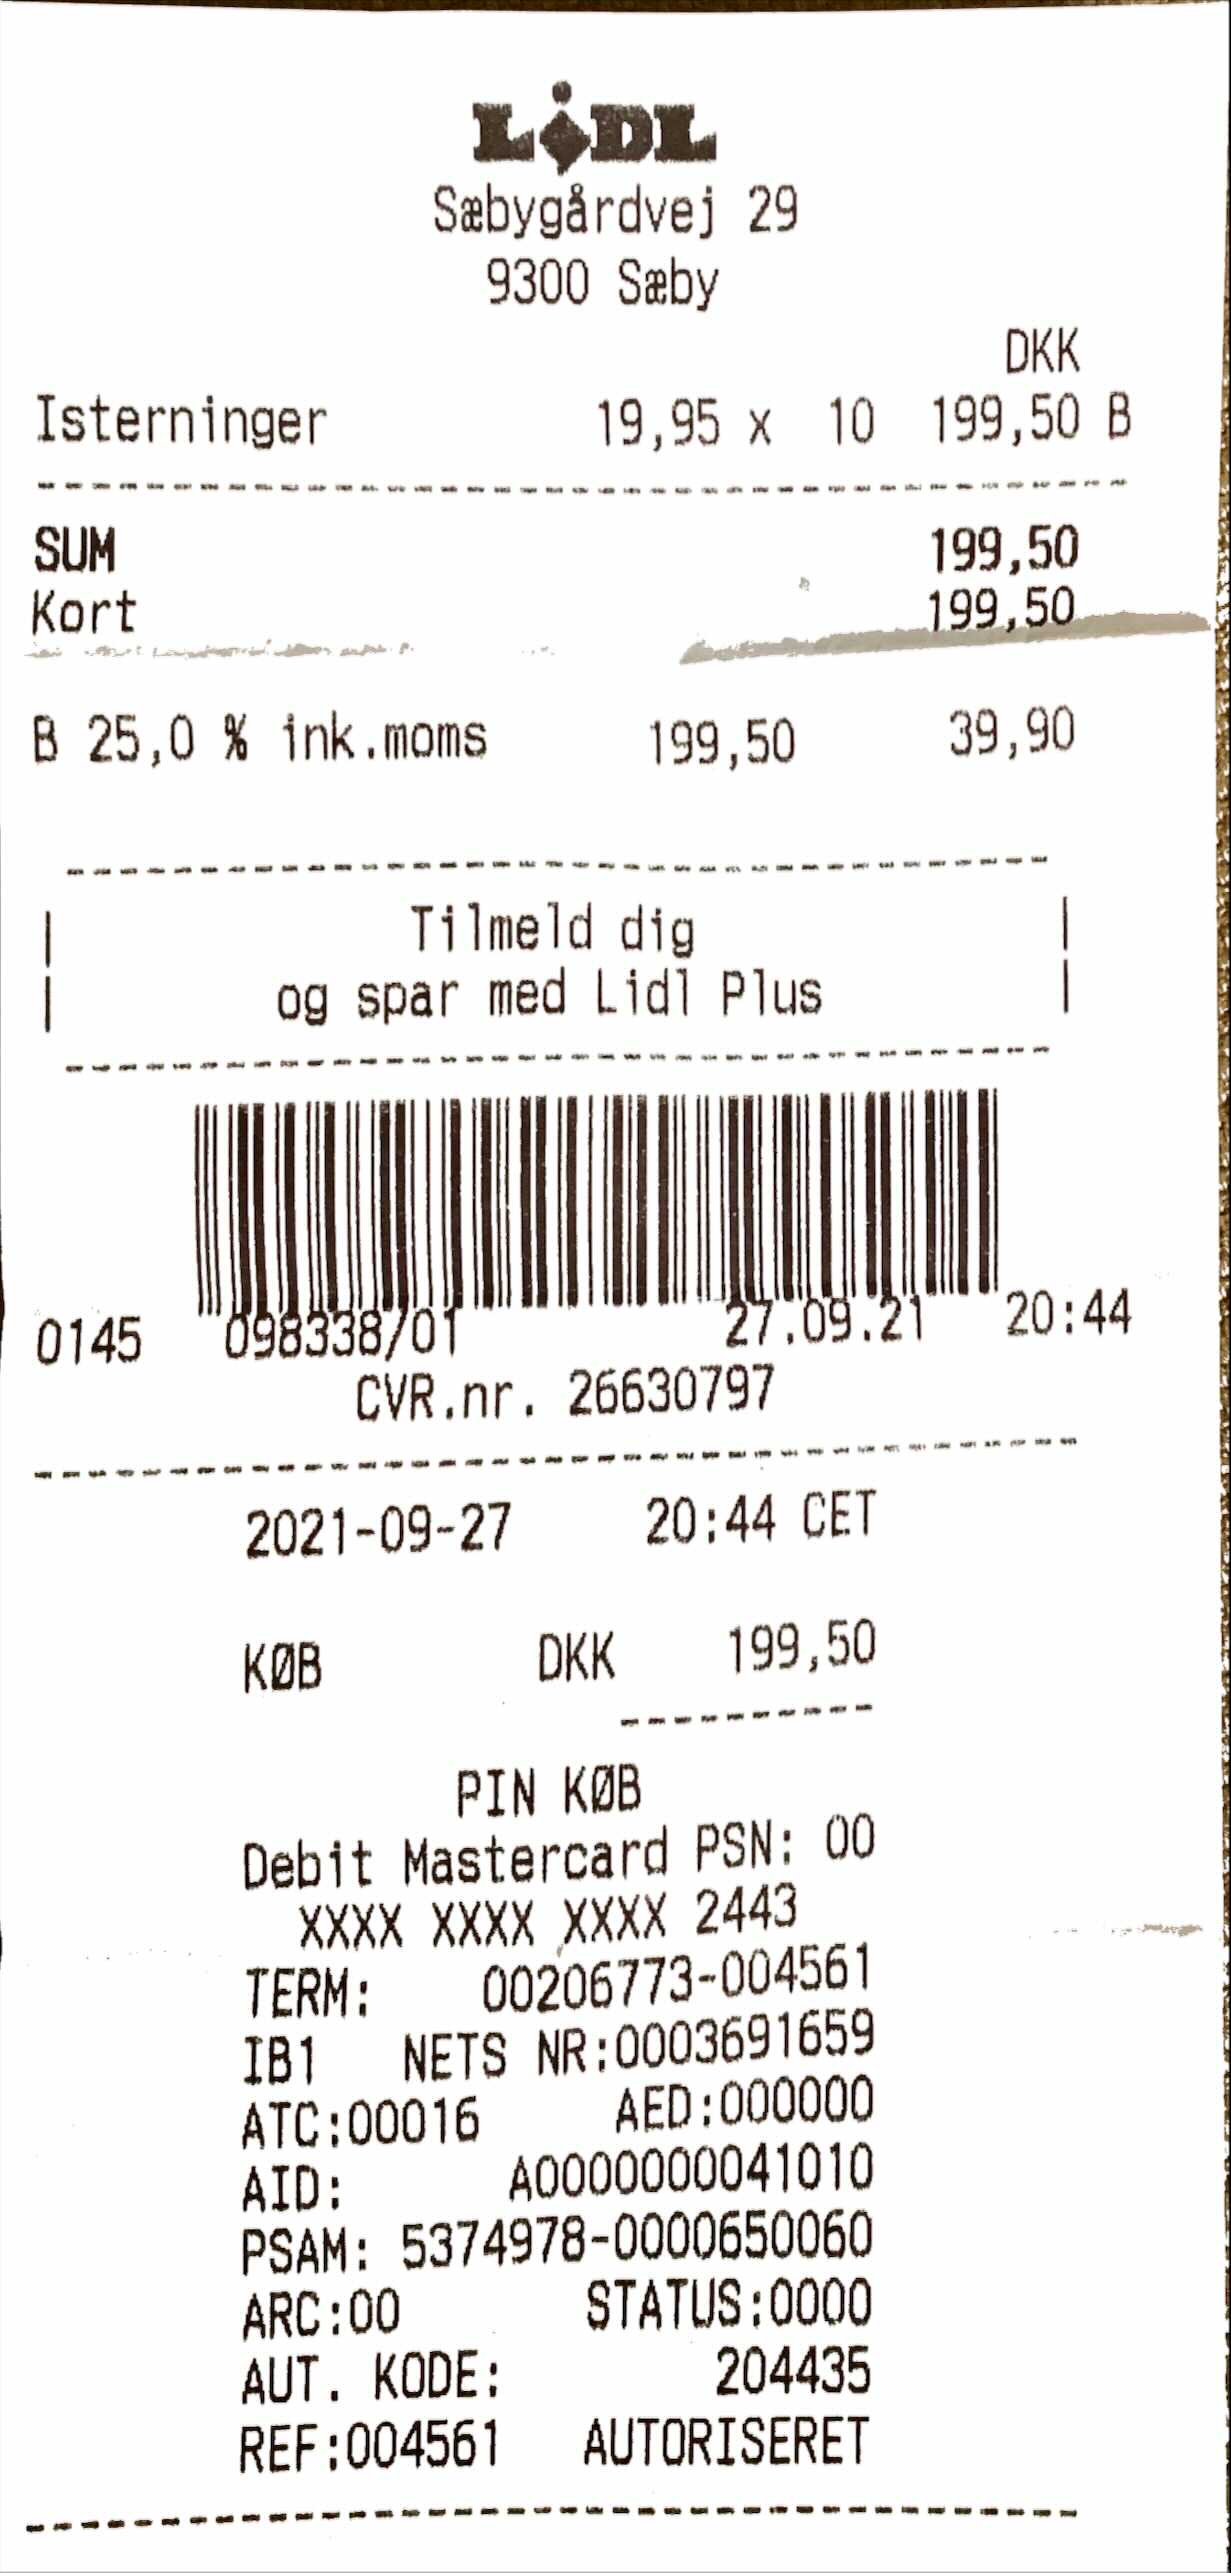 LiDL
Sæbygårdvej 29
9300 Sæby
DKK
Isterninger 19,95 x 10 199,50 B
SUM 199,50
Kort 199,50
B 25,0 % ink.moms 199,50 39,90
Tilmeld dig
og spar med Lidl Plus
0145 098338/01 27.09.21 20:44
CVR.nr. 26630797
2021-09-27 20:44 CET
KØB DKK 199,50
PIN KØB
Debit Mastercard PSN: 00
XXXX XXXX XXXX 2443
TERM: 00206773-004561
IB1 NETS NR:0003691659
ATC:00016 AED:000000
AID: A0000000041010
PSAM: 5374978-0000650060
ARC:00 STATUS:0000
AUT. KODE: 204435
REF:004561 AUTORISERET